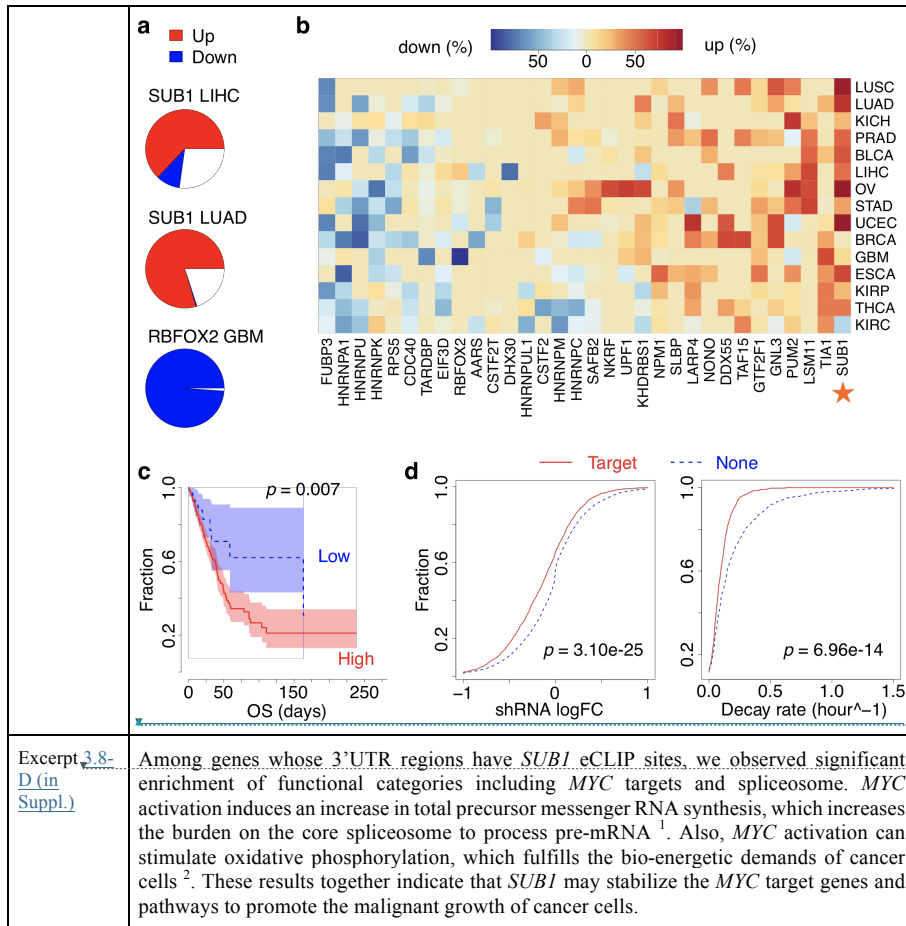 a
Up
Down
SUB1 LIHC
SUB1 LUAD
RBFOX2 GBM
b
down (%)
up (%)
50
0
50
LUSC
LUAD
KICH
PRAD
BLCA
LIHC
OV
STAD
UCEC
BRCA
GBM
ESCA
KIRP
THCA
KIRC
FUBP3
HNRNPA1
HNRNPU
HNRNPK
RPS5
CDC40
TARDBP
EIF3D
RBFOX2
AARS
CSTF2T
DHX30
HNRNPUL1
CSTF2
HNRNPM
HNRNPC
SAFB2
NKRF
UPF1
KHDRBS1
NPM1
SLBP
LARP4
NONO
DDX55
TAF15
GTF2F1
GNL3
PUM2
LSM11
TIA1
SUB1
c
Fraction
1.0
0.6
0.2
p = 0.007
Low
High
0
50
150
250
OS (days)
d
Target
None
Fraction
1.0
0.6
0.2
p = 3.10e-25
−1
0
1
shRNA logFC
1.0
0.6
0.2
p = 6.96e-14
0.0
0.5
1.0
1.5
Decay rate (hour^−1)
Excerpt 3.8-
D (in
Suppl.)
Among genes whose 3’UTR regions have SUB1 eCLIP sites, we observed significant
enrichment of functional categories including MYC targets and spliceosome. MYC
activation induces an increase in total precursor messenger RNA synthesis, which increases
the burden on the core spliceosome to process pre-mRNA 1. Also, MYC activation can
stimulate oxidative phosphorylation, which fulfills the bio-energetic demands of cancer
cells 2. These results together indicate that SUB1 may stabilize the MYC target genes and
pathways to promote the malignant growth of cancer cells.